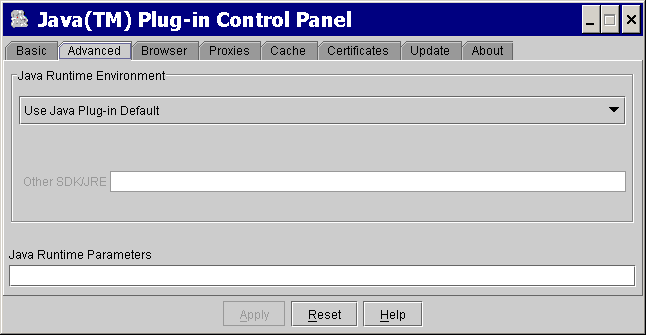 Java(TM) Plug-in Control Panel
Basic Advanced Browser Proxies Cache Certificates Update About
Java Runtime Environment
Use Java Plug-in Default
Other SDK/JRE
Java Runtime Parameters
Apply Reset Help